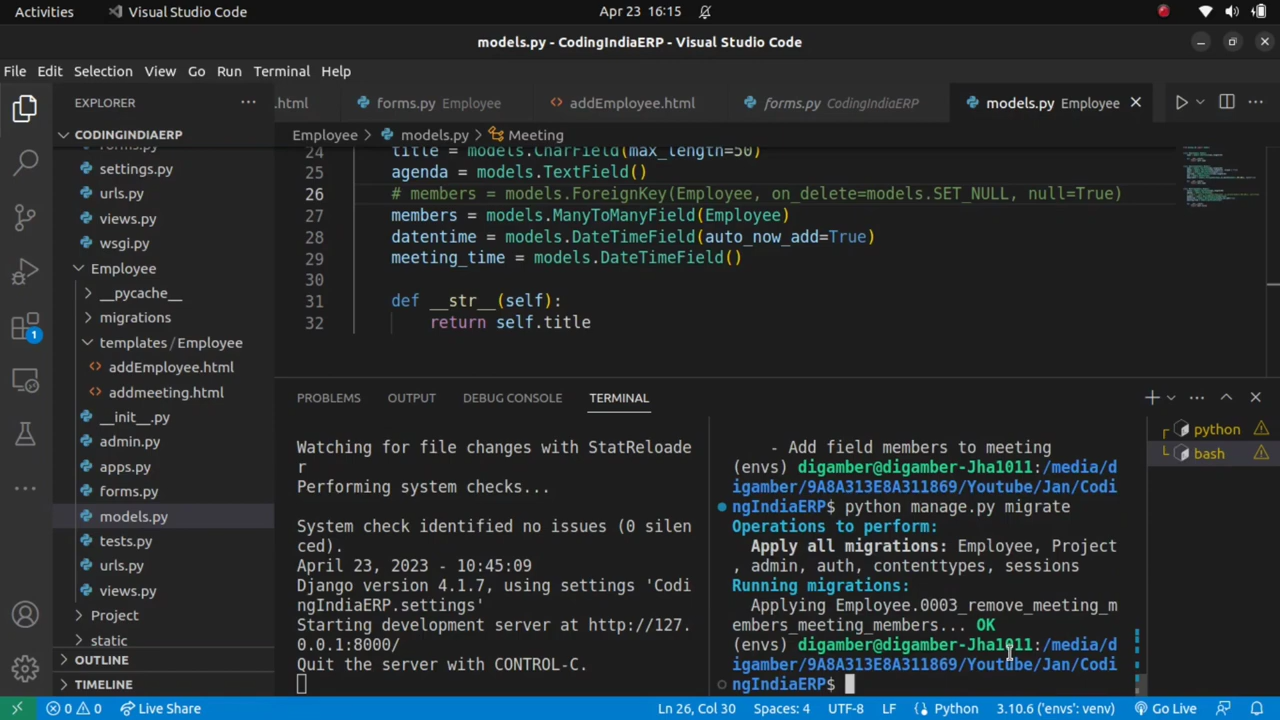 Activities
Visual Studio Code
Apr 23 16:15
models.py - CodingIndiaERP - Visual Studio Code
File Edit Selection View Go Run Terminal Help
EXPLORER
.html
forms.py Employee
addEmployee.html
forms.py CodingIndiaERP
models.py Employee
CODINGINDIAERP
Employee > models.py > Meeting
forms.py
settings.py
urls.py
views.py
wsgi.py
Employee
__pycache__
migrations
templates / Employee
addEmployee.html
addmeeting.html
__init__.py
admin.py
apps.py
forms.py
models.py
tests.py
urls.py
views.py
Project
static
OUTLINE
TIMELINE
24 title = models.CharField(max_length=50)
25 agenda = models.TextField()
26 # members = models.ForeignKey(Employee, on_delete=models.SET_NULL, null=True)
27 members = models.ManyToManyField(Employee)
28 datentime = models.DateTimeField(auto_now_add=True)
29 meeting_time = models.DateTimeField()
30
31 def __str__(self):
32 return self.title
PROBLEMS OUTPUT DEBUG CONSOLE TERMINAL
Watching for file changes with StatReloade
r
Performing system checks...
System check identified no issues (0 silen
ced).
April 23, 2023 - 10:45:09
Django version 4.1.7, using settings 'Codi
ngIndiaERP.settings'
Starting development server at http://127.
0.0.1:8000/
Quit the server with CONTROL-C.
- Add field members to meeting
(envs) digamber@digamber-Jha1011:/media/d
igamber/9A8A313E8A311869/Youtube/Jan/Codi
ngIndiaERP$ python manage.py migrate
Operations to perform:
Apply all migrations: Employee, Project
, admin, auth, contenttypes, sessions
Running migrations:
Applying Employee.0003_remove_meeting_m
embers_meeting_members... OK
(envs) digamber@digamber-Jha1011:/media/d
igamber/9A8A313E8A311869/Youtube/Jan/Codi
ngIndiaERP$
python
bash
1
0 0 Live Share
Ln 26, Col 30 Spaces: 4 UTF-8 LF Python 3.10.6 ('envs': venv) Go Live